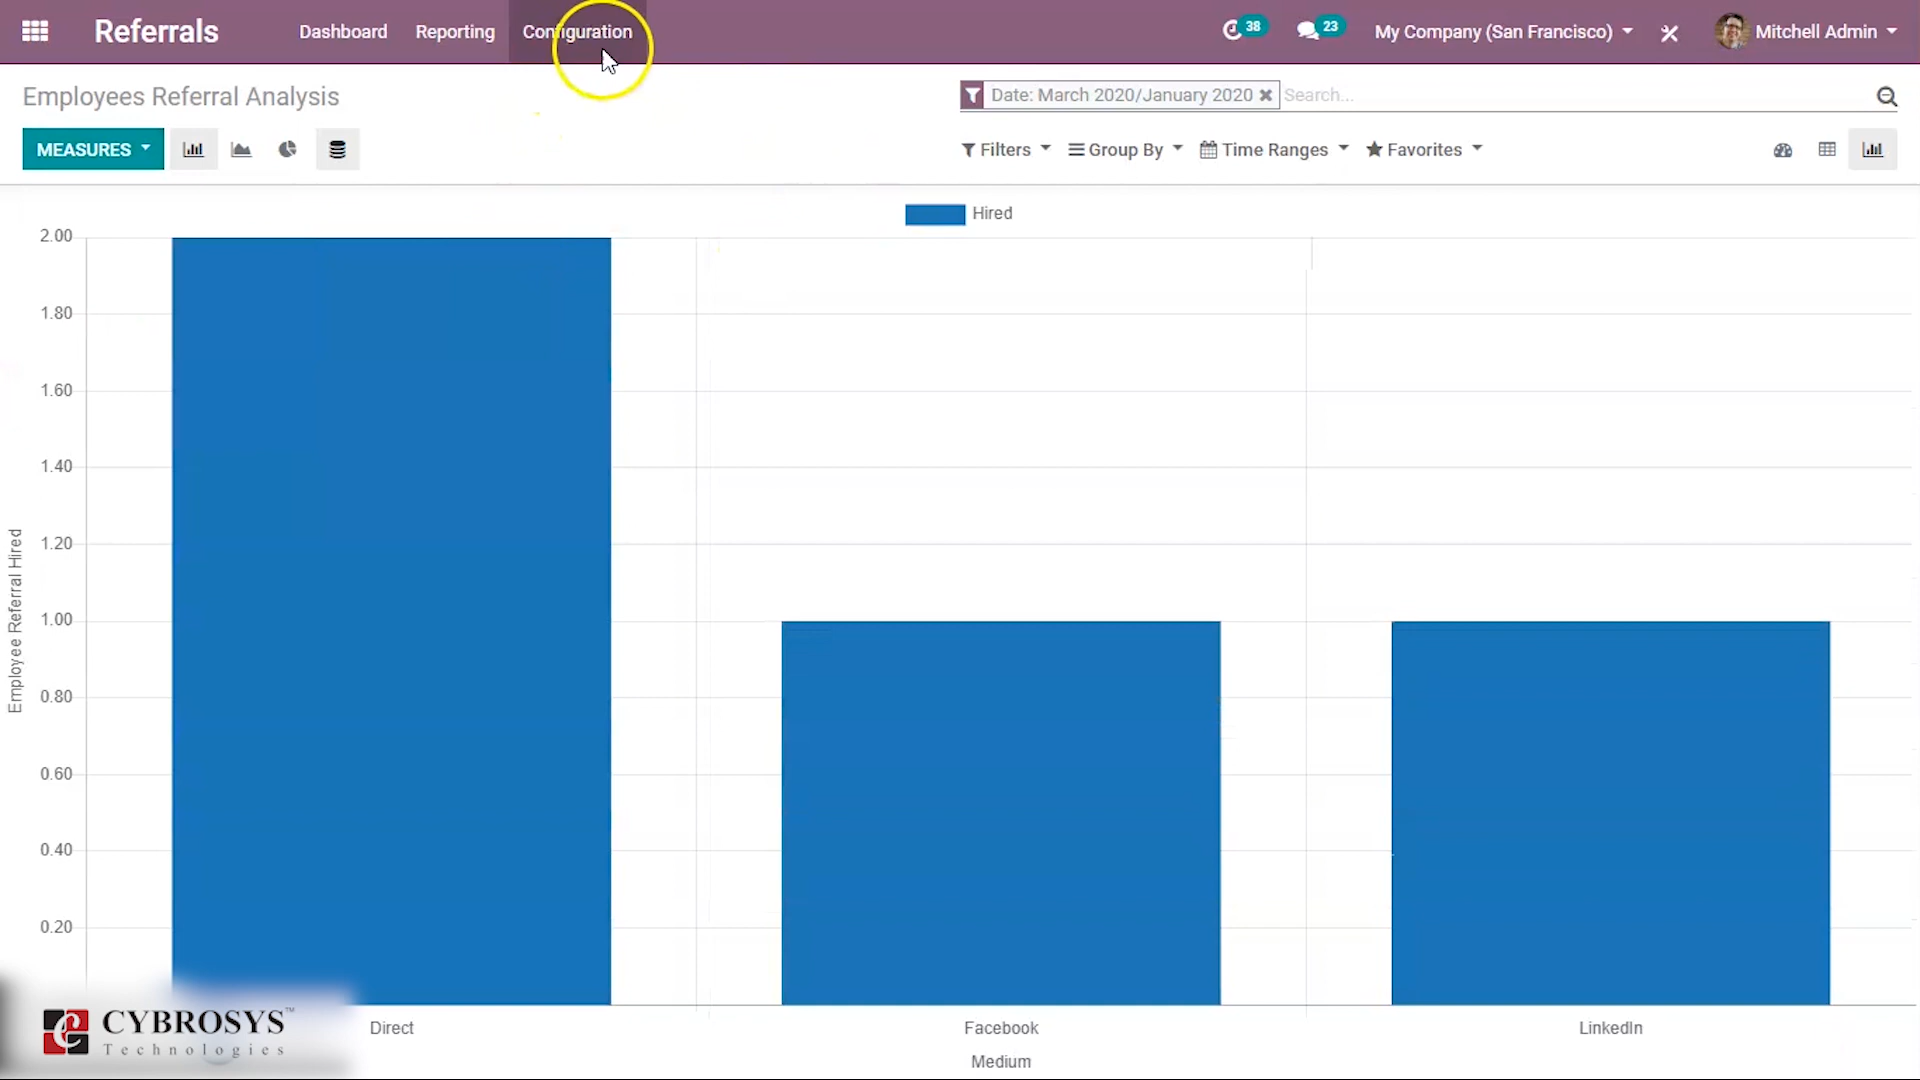 Referrals Dashboard Reporting Configuration 38 23 My Company (San Francisco) Mitchell Admin
Employees Referral Analysis
Date: March 2020/January 2020 Search...
MEASURES
Filters Group By Time Ranges Favorites
Hired
2.00
1.80
1.60
1.40
1.20
1.00
0.80
0.60
0.40
0.20
Employee Referral Hired
Direct Facebook LinkedIn
Medium
CYBROSYS™
Technologies